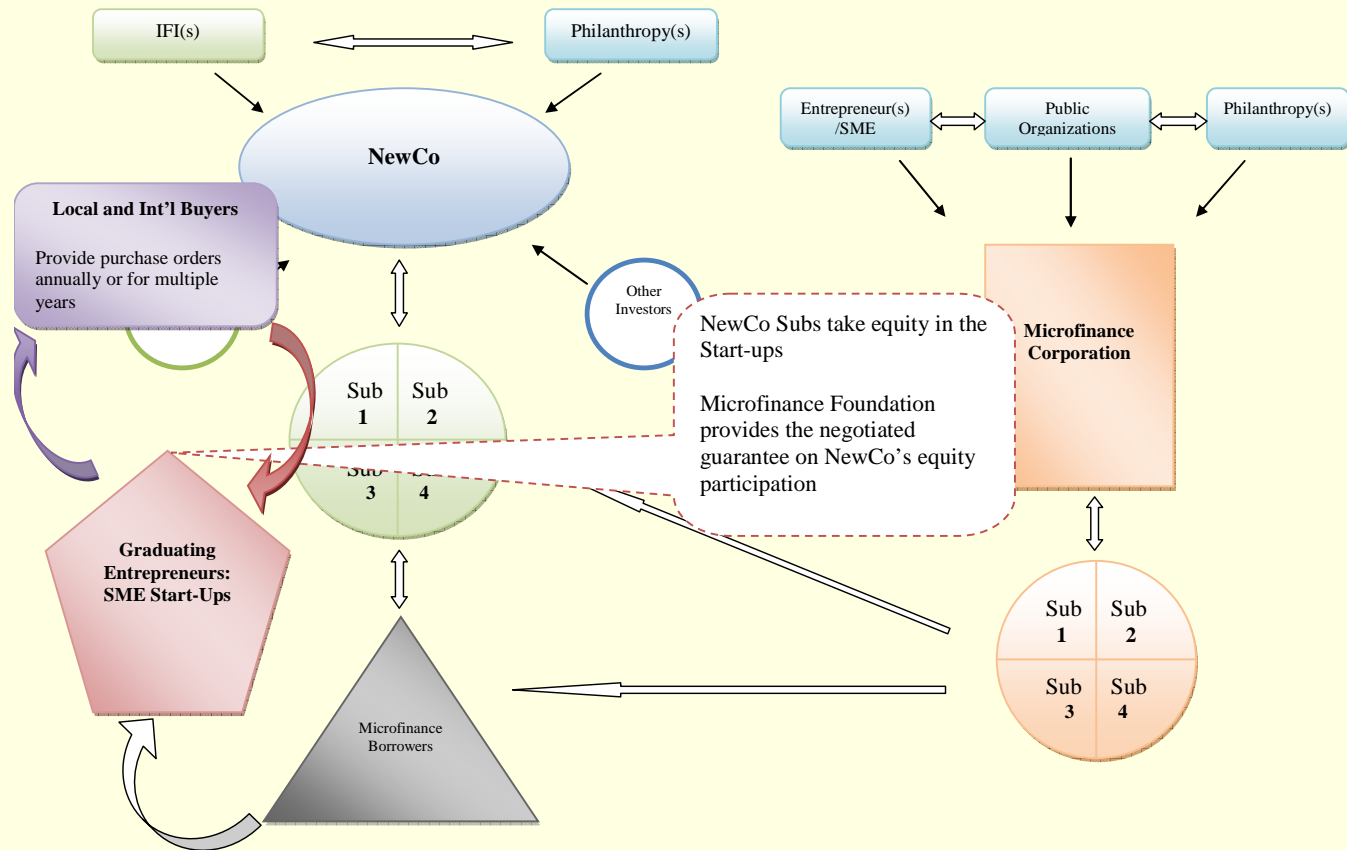 IFI(s)
Philanthropy(s)
Entrepreneur(s)
/SME
Public
Organizations
Philanthropy(s)
NewCo
Local and Int’l Buyers
Provide purchase orders
annually or for multiple
years
Other
Investors
NewCo Subs take equity in the
Start-ups
Microfinance Foundation
provides the negotiated
guarantee on NewCo’s equity
participation
Microfinance
Corporation
Sub
1
Sub
2
Sub
3
4
Graduating
Entrepreneurs:
SME Start-Ups
Sub
1
Sub
2
Sub
3
Sub
4
Microfinance
Borrowers